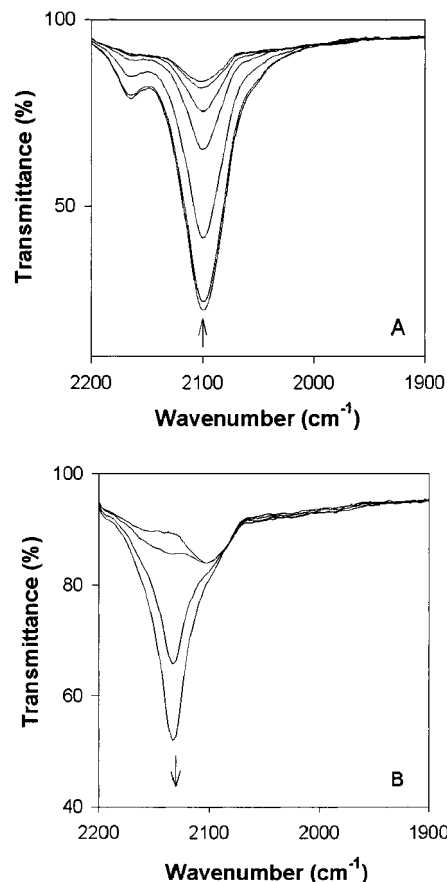 100
50
Transmittance (%)
A
2200
2100
2000
1900
Wavenumber (cm-1)
100
80
60
40
Transmittance (%)
B
2200
2100
2000
1900
Wavenumber (cm-1)